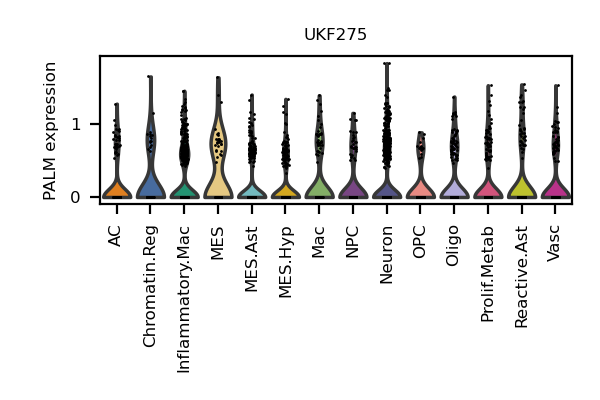 UKF275
PALM expression
1
0
AC
Chromatin.Reg
Inflammatory.Mac
MES
MES.Ast
MES.Hyp
Mac
NPC
Neuron
OPC
Oligo
Prolif.Metab
Reactive.Ast
Vasc